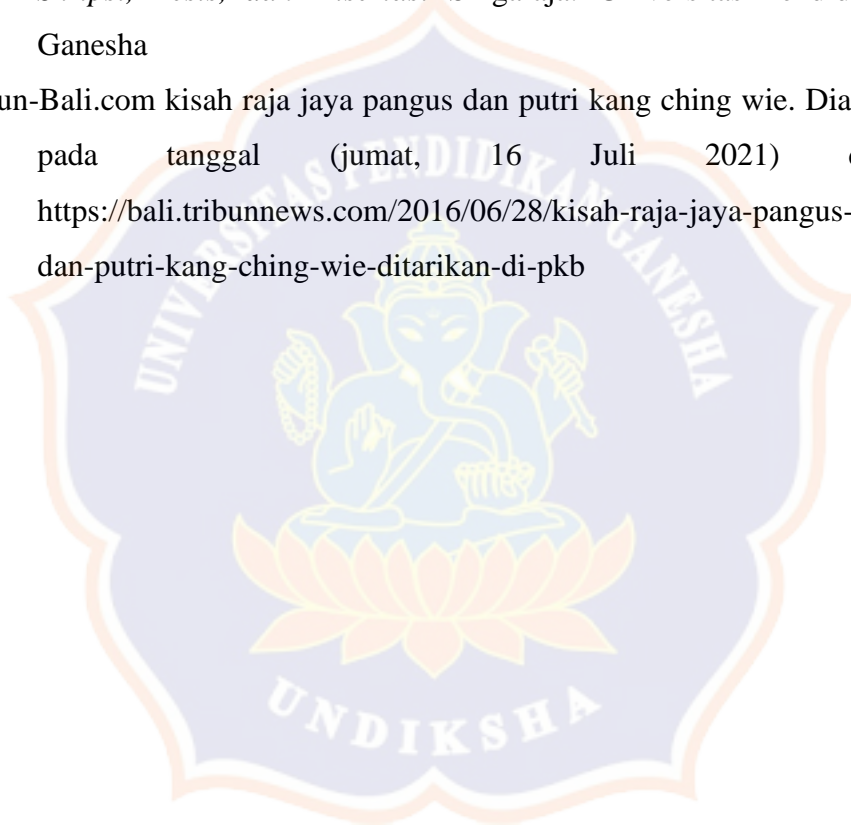 Ganesha
un-Bali.com kisah raja jaya pangus dan putri kang ching wie. Dia
pada tanggal (jumat, 16 Juli 2021)
https://bali.tribunnews.com/2016/06/28/kisah-raja-jaya-pangus-
dan-putri-kang-ching-wie-ditarikan-di-pkb
UNIVERSITAS PENDIDIKAN GANESHA
UNDIKSHA